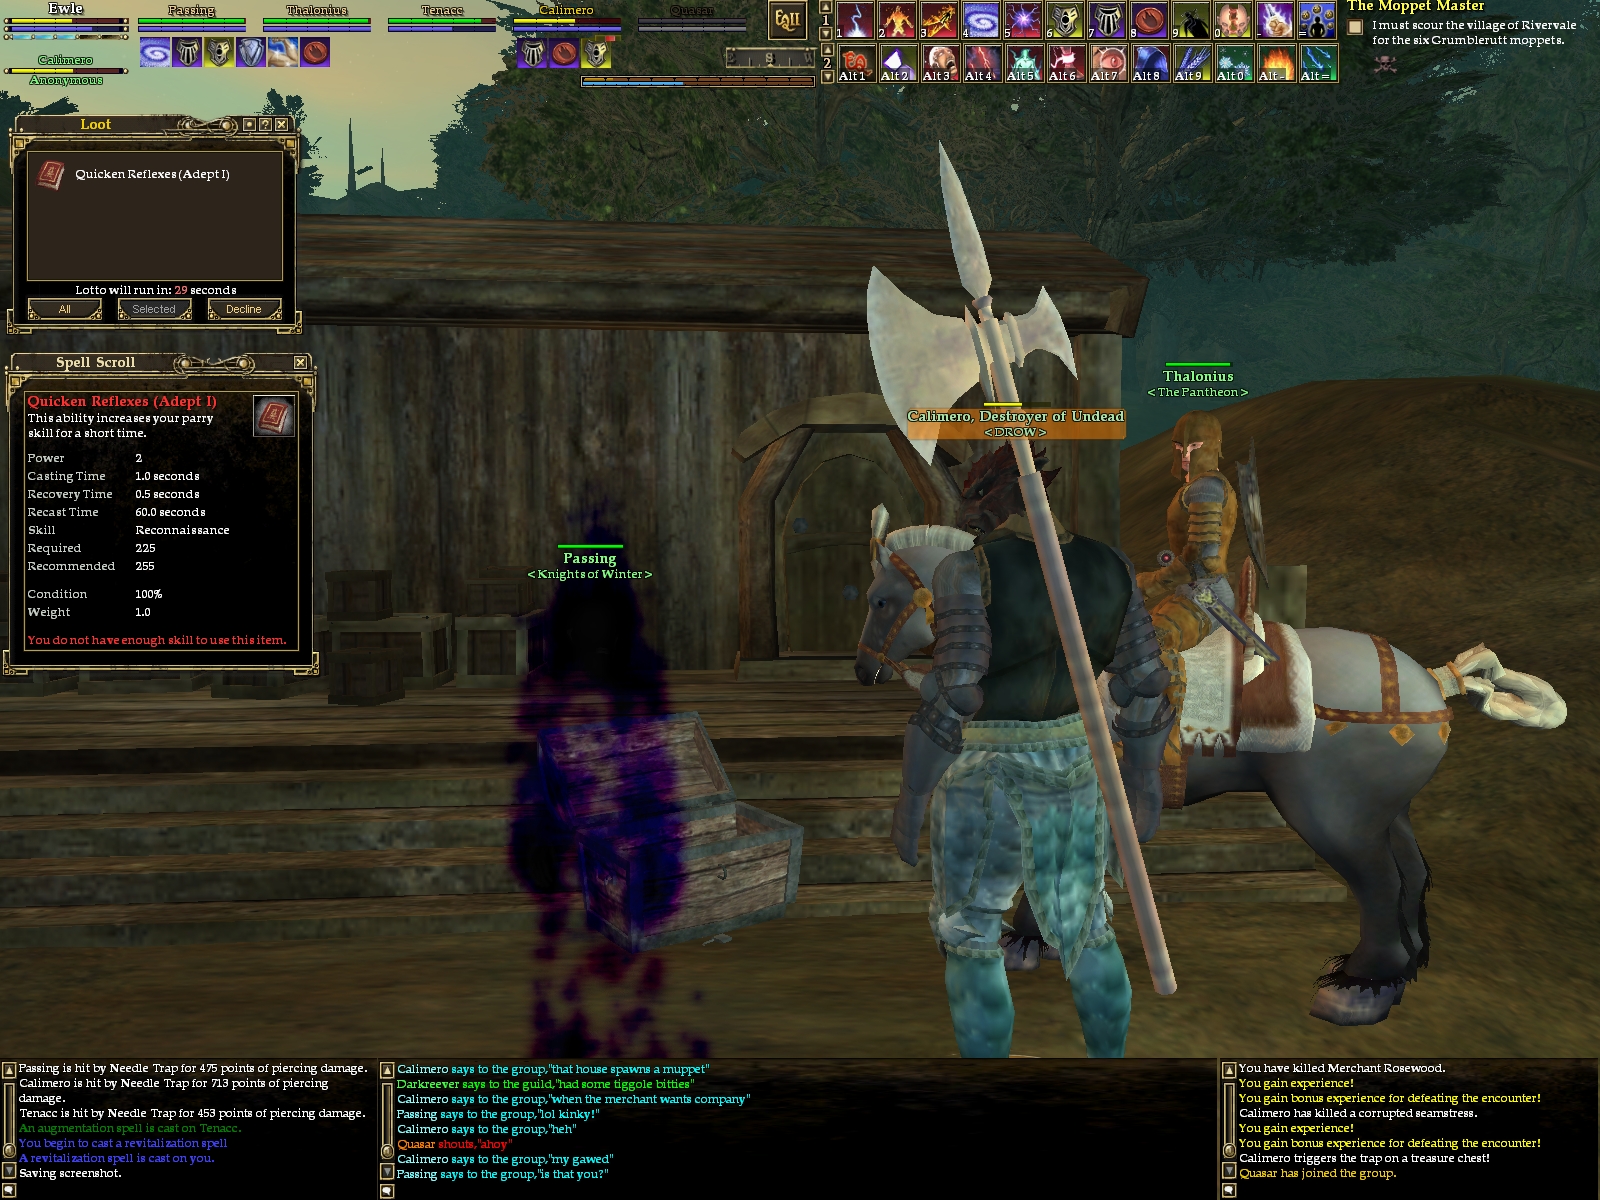 Ewle
Calimero
Anonymous
Passing
Thalonius
Tenacc
Calimero
Quasar
EQII
E S W
1
2
1 2 3 4 5 6 7 8 9 0 - =
Alt1 Alt2 Alt3 Alt4 Alt5 Alt6 Alt7 Alt8 Alt9 Alt0 Alt- Alt=
The Moppet Master
I must scour the village of Rivervale
for the six Grumblerutt moppets.
Loot
Quicken Reflexes (Adept I)
Lotto will run in: 29 seconds
All
Selected
Decline
Spell Scroll
Quicken Reflexes (Adept I)
This ability increases your parry
skill for a short time.
Power 2
Casting Time 1.0 seconds
Recovery Time 0.5 seconds
Recast Time 60.0 seconds
Skill Reconnaissance
Required 225
Recommended 255
Condition 100%
Weight 1.0
You do not have enough skill to use this item.
Passing
<Knights of Winter>
Calimero, Destroyer of Undead
<DROW>
Thalonius
<The Pantheon>
Passing is hit by Needle Trap for 475 points of piercing damage.
Calimero is hit by Needle Trap for 713 points of piercing
damage.
Tenacc is hit by Needle Trap for 453 points of piercing damage.
An augmentation spell is cast on Tenacc.
You begin to cast a revitalization spell
A revitalization spell is cast on you.
Saving screenshot.
Calimero says to the group,"that house spawns a muppet"
Darkreever says to the guild,"had some tiggole bitties"
Calimero says to the group,"when the merchant wants company"
Passing says to the group,"lol kinky!"
Calimero says to the group,"heh"
Quasar shouts,"ahoy"
Calimero says to the group,"my gawed"
Passing says to the group,"is that you?"
You have killed Merchant Rosewood.
You gain experience!
You gain bonus experience for defeating the encounter!
Calimero has killed a corrupted seamstress.
You gain experience!
You gain bonus experience for defeating the encounter!
Calimero triggers the trap on a treasure chest!
Quasar has joined the group.